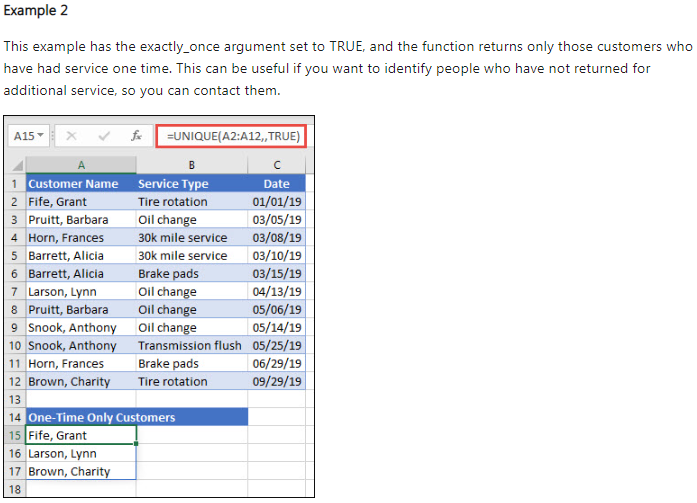 Example 2
This example has the exactly_once argument set to TRUE, and the function returns only those customers who
have had service one time. This can be useful if you want to identify people who have not returned for
additional service, so you can contact them.
A15 fx =UNIQUE(A2:A12,,TRUE)
A B C
1 Customer Name Service Type Date
2 Fife, Grant Tire rotation 01/01/19
3 Pruitt, Barbara Oil change 03/05/19
4 Horn, Frances 30k mile service 03/08/19
5 Barrett, Alicia 30k mile service 03/10/19
6 Barrett, Alicia Brake pads 03/15/19
7 Larson, Lynn Oil change 04/13/19
8 Pruitt, Barbara Oil change 05/06/19
9 Snook, Anthony Oil change 05/14/19
10 Snook, Anthony Transmission flush 05/25/19
11 Horn, Frances Brake pads 06/29/19
12 Brown, Charity Tire rotation 09/29/19
13
14 One-Time Only Customers
15 Fife, Grant
16 Larson, Lynn
17 Brown, Charity
18